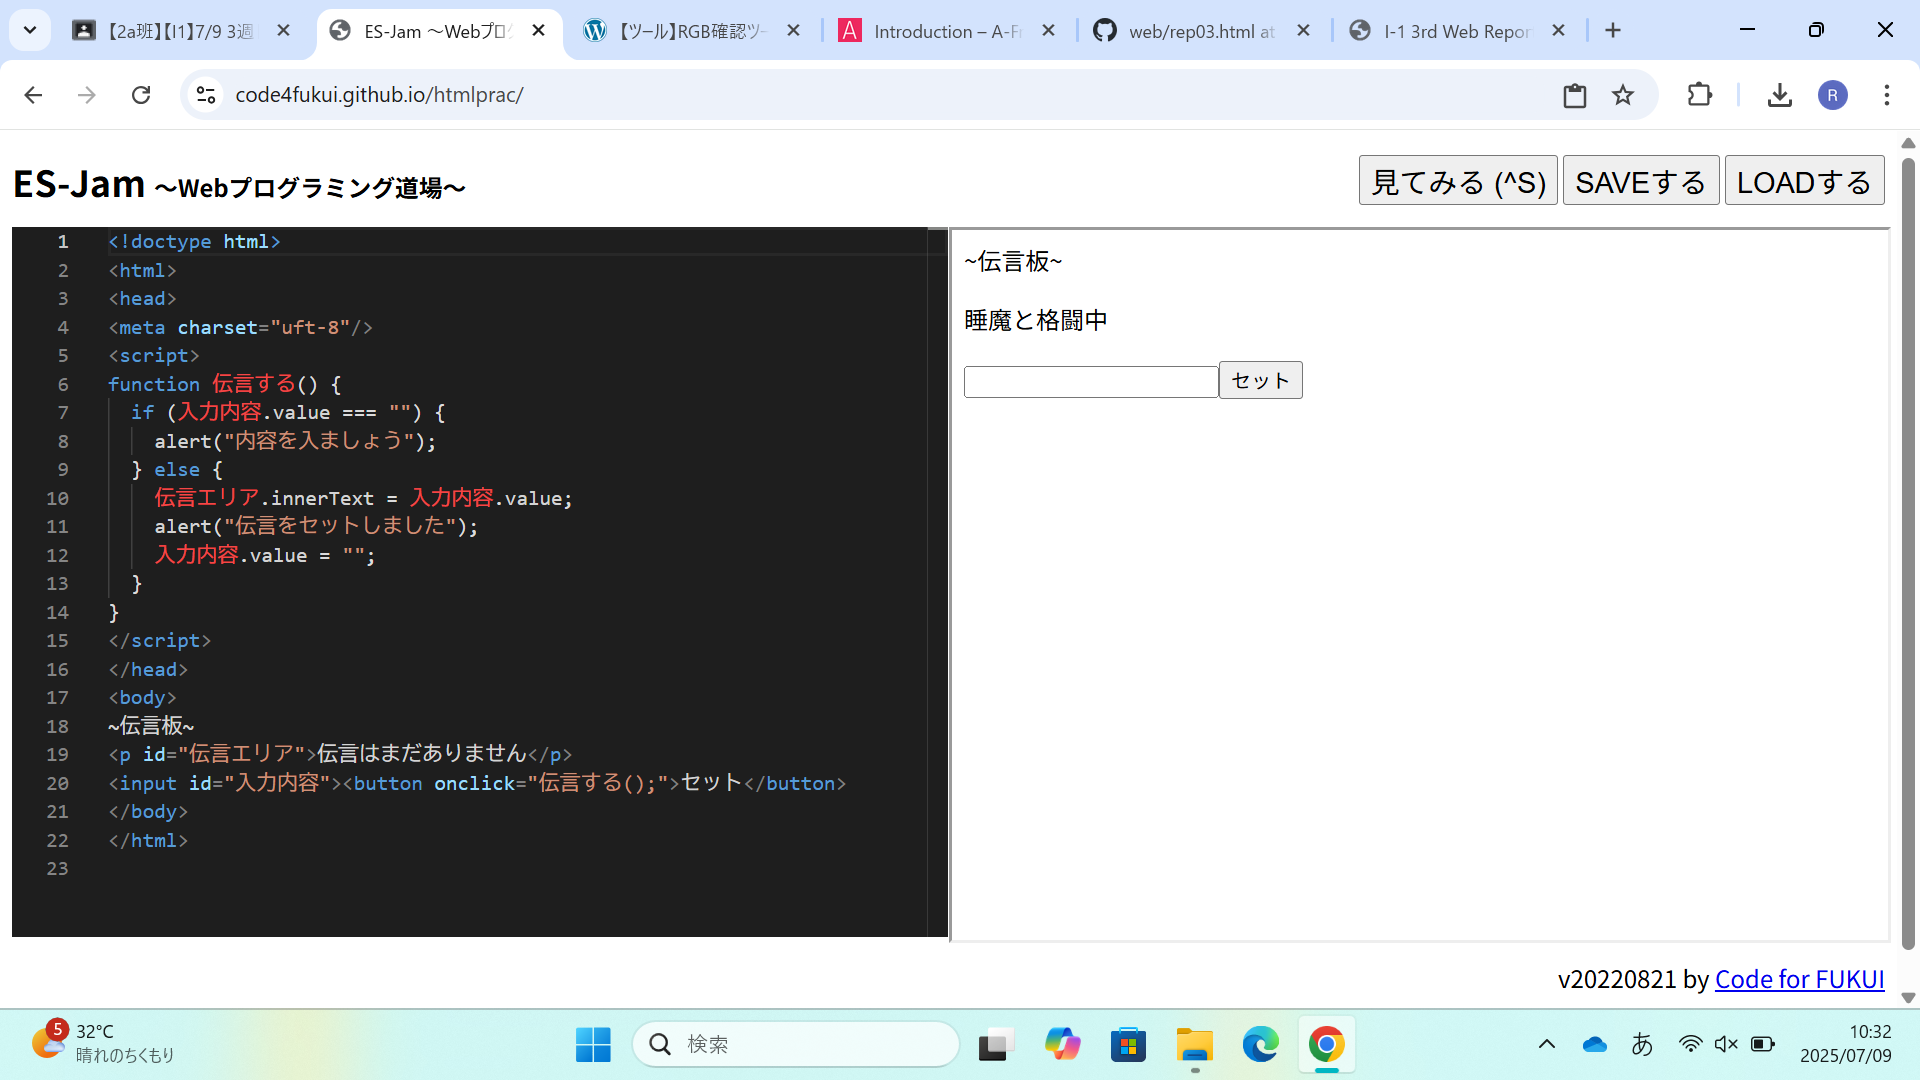 【2a班】【I1】7/9 3週
ES-Jam ～Webプロ
【ツール】RGB確認ツー
Introduction – A-Fr
web/rep03.html at
I-1 3rd Web Repor
code4fukui.github.io/htmlprac/
R
ES-Jam ～Webプログラミング道場～
見てみる (^S)
SAVEする
LOADする
1 <!doctype html>
2 <html>
3 <head>
4 <meta charset="uft-8"/>
5 <script>
6 function 伝言する() {
7 if (入力内容.value === "") {
8 alert("内容を入ましょう");
9 } else {
10 伝言エリア.innerText = 入力内容.value;
11 alert("伝言をセットしました");
12 入力内容.value = "";
13 }
14 }
15 </script>
16 </head>
17 <body>
18 ~伝言板~
19 <p id="伝言エリア">伝言はまだありません</p>
20 <input id="入力内容"><button onclick="伝言する();">セット</button>
21 </body>
22 </html>
23
~伝言板~
睡魔と格闘中
セット
v20220821 by Code for FUKUI
5
32°C
晴れのちくもり
検索
あ
10:32
2025/07/09